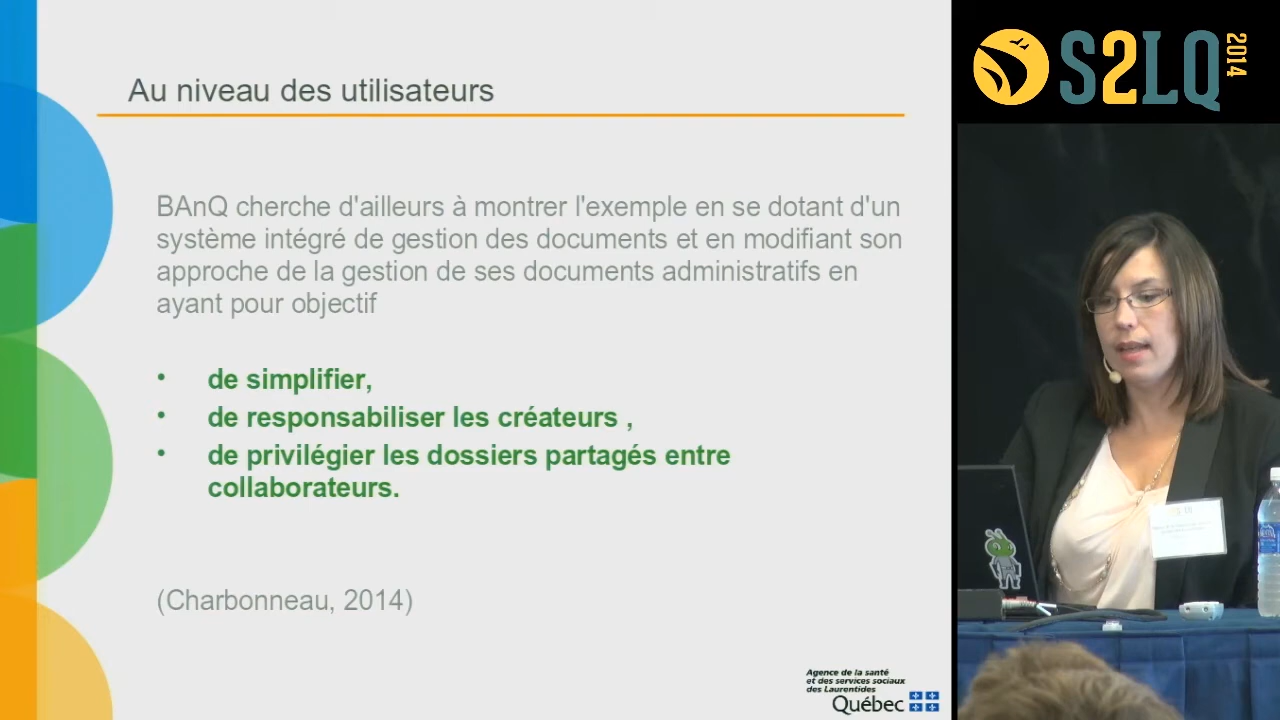 Au niveau des utilisateurs
BAnQ cherche d'ailleurs à montrer l'exemple en se dotant d'un
système intégré de gestion des documents et en modifiant son
approche de la gestion de ses documents administratifs en
ayant pour objectif
• de simplifier,
• de responsabiliser les créateurs ,
• de privilégier les dossiers partagés entre
collaborateurs.
(Charbonneau, 2014)
Agence de la santé
et des services sociaux
des Laurentides
Québec
S2LQ 2014